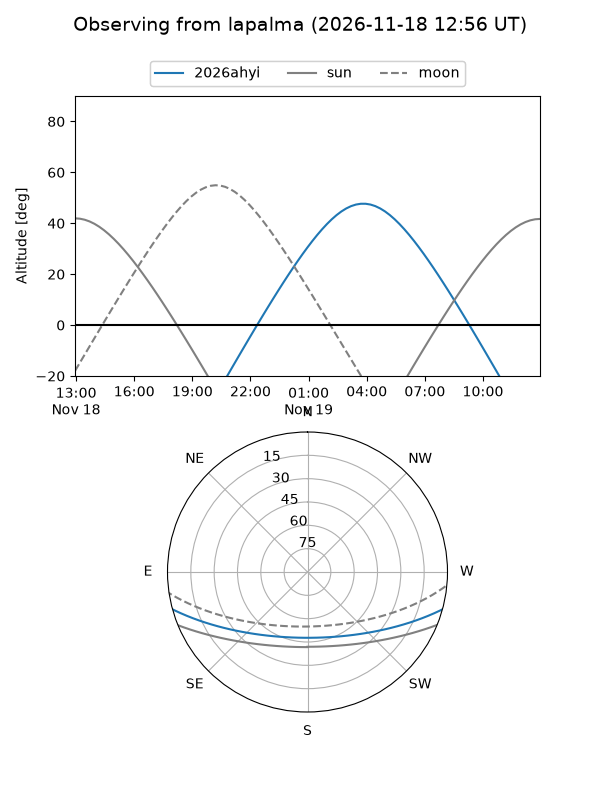 Observing from lapalma (2026-11-18 12:56 UT)
2026ahyi sun moon
Altitude [deg]
80
60
40
20
0
−20
13:00 16:00 19:00 22:00 01:00 04:00 07:00 10:00
Nov 18 Nov 19
N
NE NW
15
30
45
60
75
E W
SE SW
S